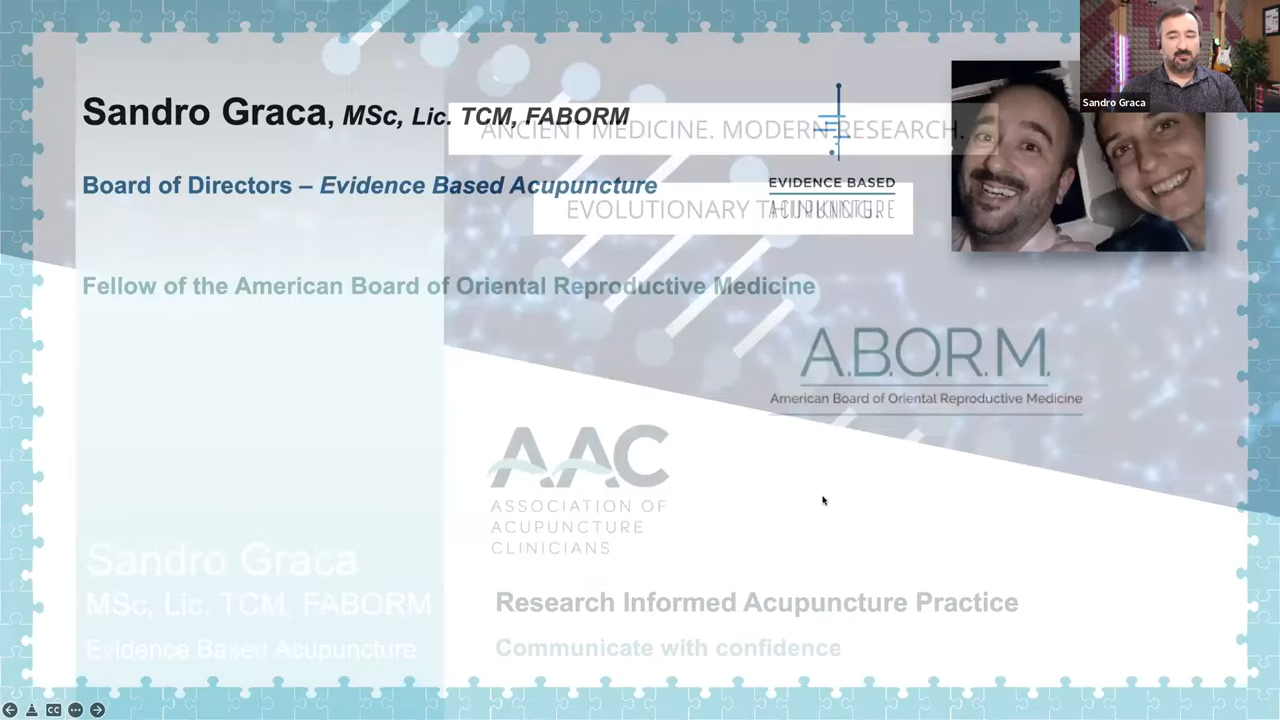 Sandro Graca
Sandro Graca, MSc, Lic. TCM, FABORM
ANCIENT MEDICINE. MODERN RESEARCH.
Board of Directors – Evidence Based Acupuncture
EVIDENCE BASED
ACUPUNCTURE
EVOLUTIONARY THINKING.
Fellow of the American Board of Oriental Reproductive Medicine
A.B.O.R.M.
American Board of Oriental Reproductive Medicine
AAC
ASSOCIATION OF
ACUPUNCTURE
CLINICIANS
Sandro Graca
MSc, Lic. TCM, FABORM
Evidence Based Acupuncture
Research Informed Acupuncture Practice
Communicate with confidence
CC